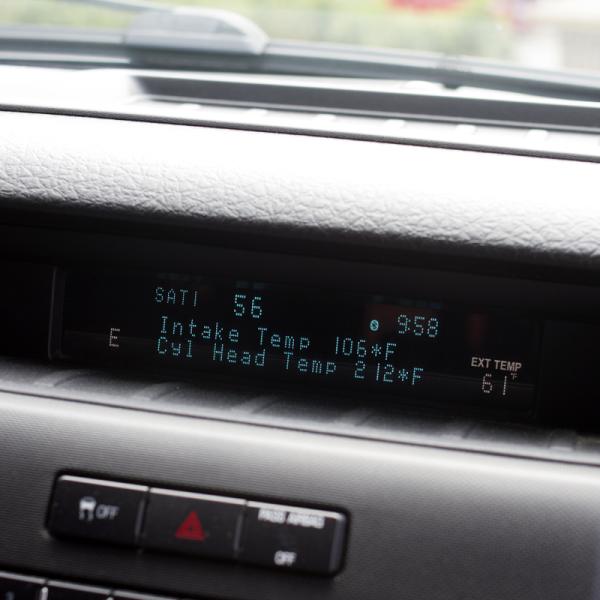 SAT1 56
9:58
Intake Temp 106*F
Cyl Head Temp 212*F
E
EXT TEMP
61°F
OFF
PASS AIRBAG
OFF